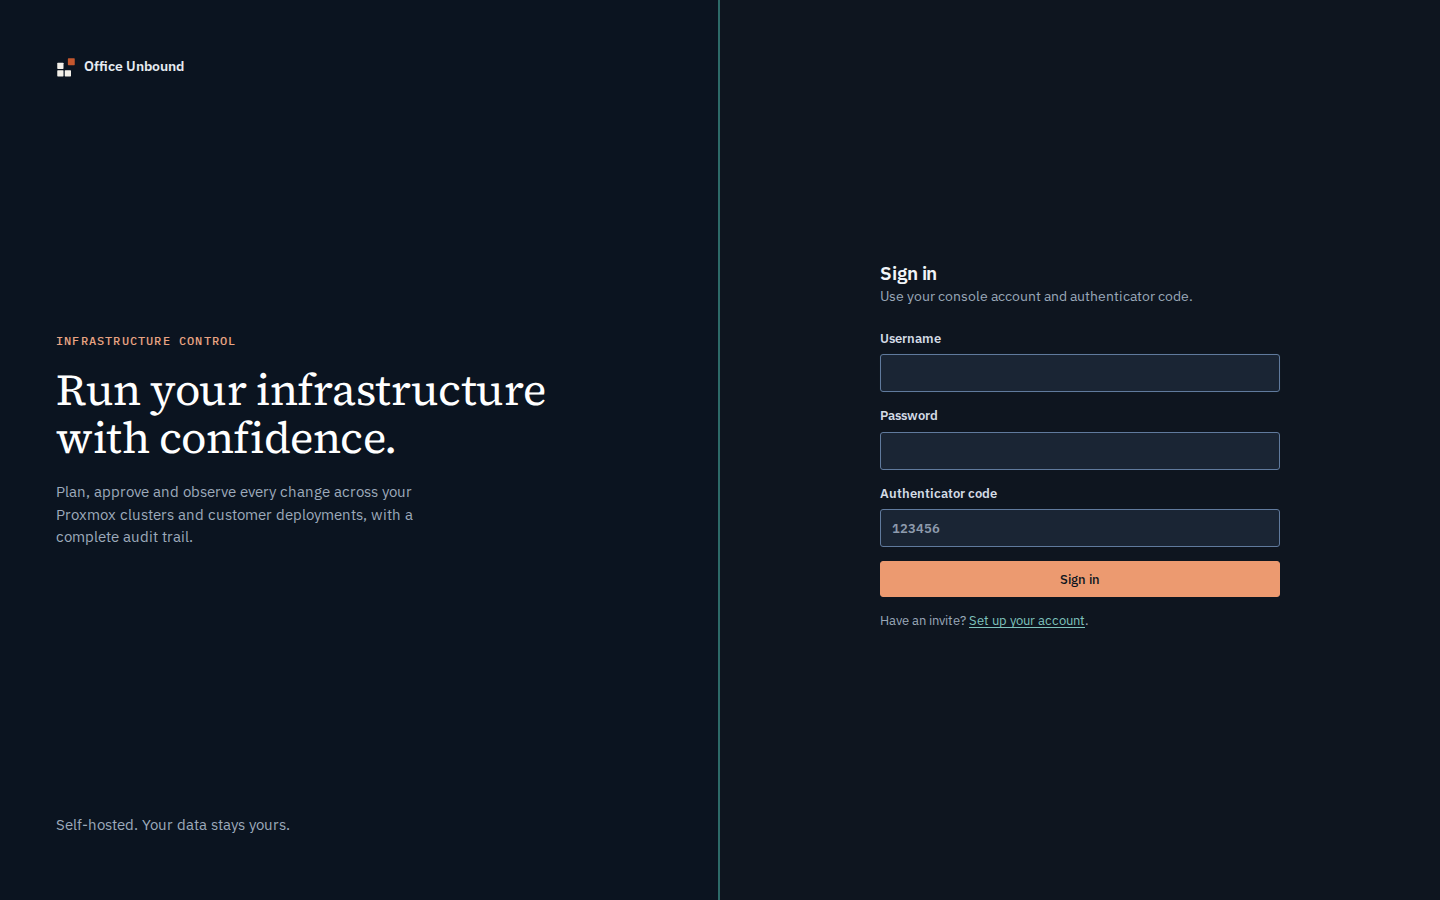 Office Unbound
INFRASTRUCTURE CONTROL
Run your infrastructure
with confidence.
Plan, approve and observe every change across your
Proxmox clusters and customer deployments, with a
complete audit trail.
Self-hosted. Your data stays yours.
Sign in
Use your console account and authenticator code.
Username
Password
Authenticator code
123456
Sign in
Have an invite? Set up your account.